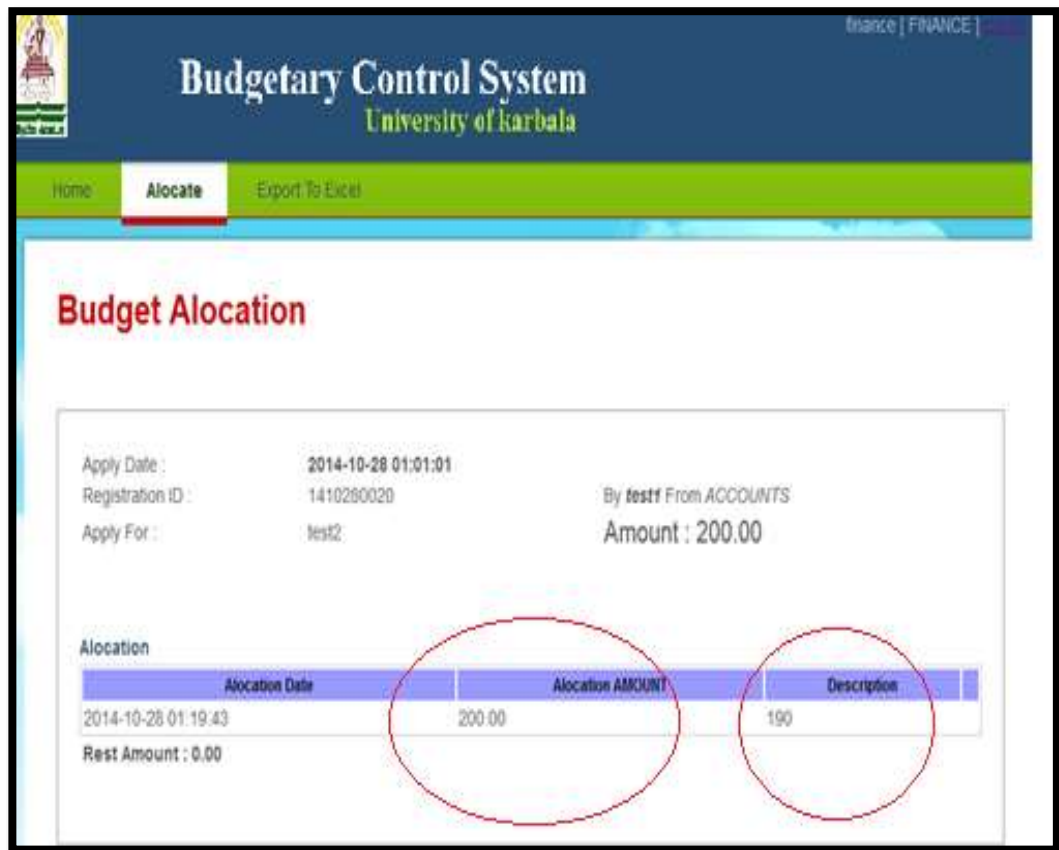 finance [ FINANCE ]
Budgetary Control System
University of karbala
Home Alocate Export To Excel
Budget Alocation
Apply Date : 2014-10-28 01:01:01
Registration ID : 1410280020 By test1 From ACCOUNTS
Apply For : test2 Amount : 200.00
Alocation
Alocation Date Alocation AMOUNT Description
2014-10-28 01:19:43 200.00 190
Rest Amount : 0.00